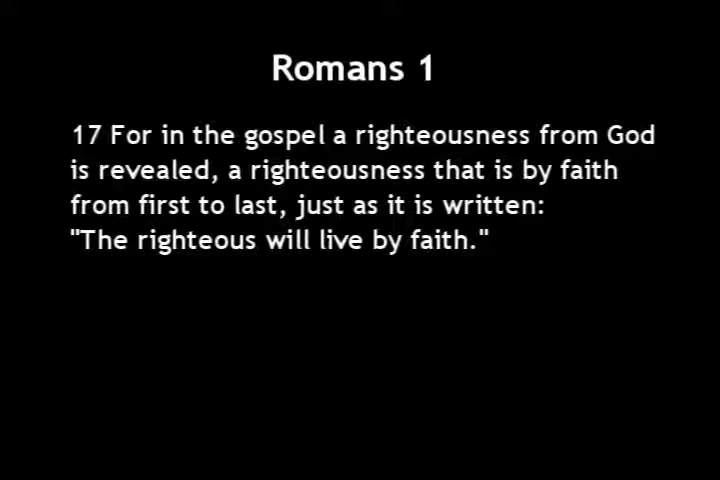 Romans 1
17 For in the gospel a righteousness from God
is revealed, a righteousness that is by faith
from first to last, just as it is written:
"The righteous will live by faith."